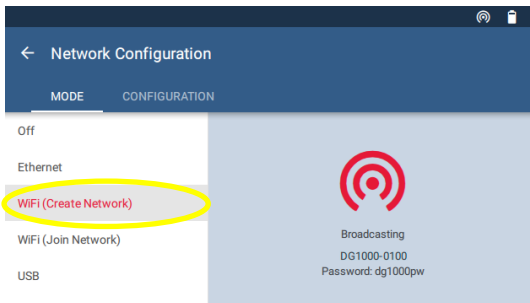 Network Configuration
MODE CONFIGURATION
Off
Ethernet
WiFi (Create Network)
WiFi (Join Network)
USB
Broadcasting
DG1000-0100
Password: dg1000pw